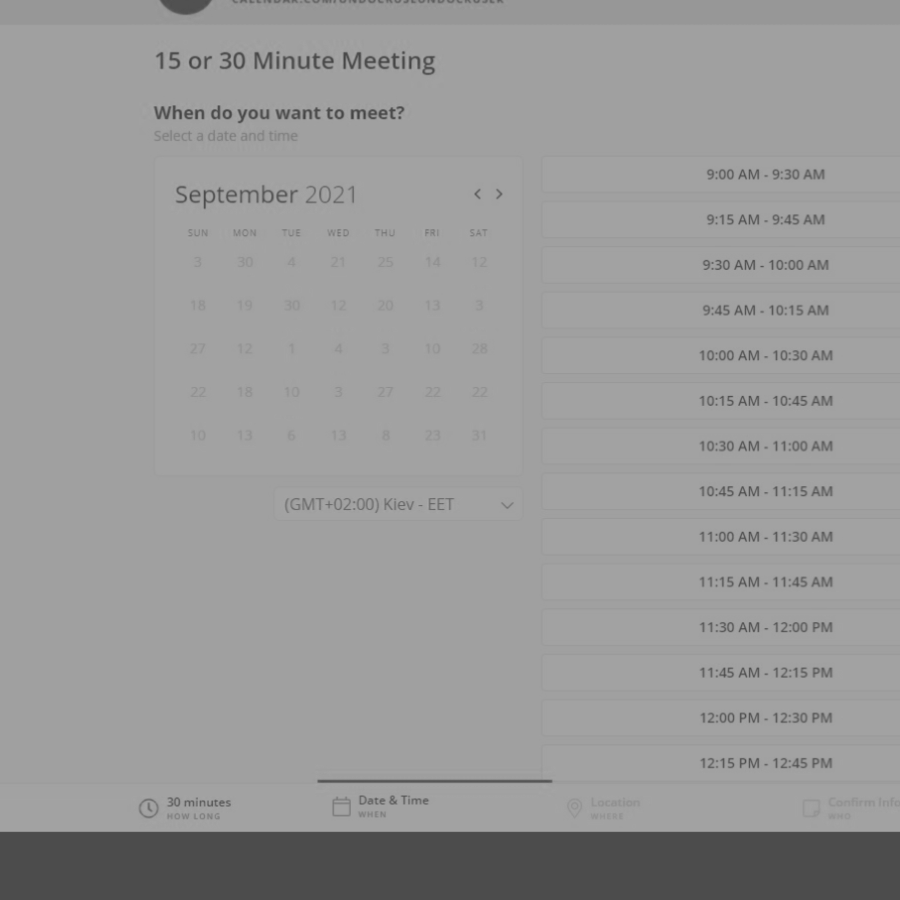 15 or 30 Minute Meeting
When do you want to meet?
Select a date and time
September 2021
SUN MON TUE WED THU FRI SAT
3 30 4 21 25 14 12
18 19 30 12 20 13 3
27 12 1 4 3 10 28
22 18 10 3 27 22 22
10 13 6 13 8 23 31
(GMT+02:00) Kiev - EET
9:00 AM - 9:30 AM
9:15 AM - 9:45 AM
9:30 AM - 10:00 AM
9:45 AM - 10:15 AM
10:00 AM - 10:30 AM
10:15 AM - 10:45 AM
10:30 AM - 11:00 AM
10:45 AM - 11:15 AM
11:00 AM - 11:30 AM
11:15 AM - 11:45 AM
11:30 AM - 12:00 PM
11:45 AM - 12:15 PM
12:00 PM - 12:30 PM
12:15 PM - 12:45 PM
30 minutes
HOW LONG
Date & Time
WHEN
Location
WHERE
Confirm Info
WHO